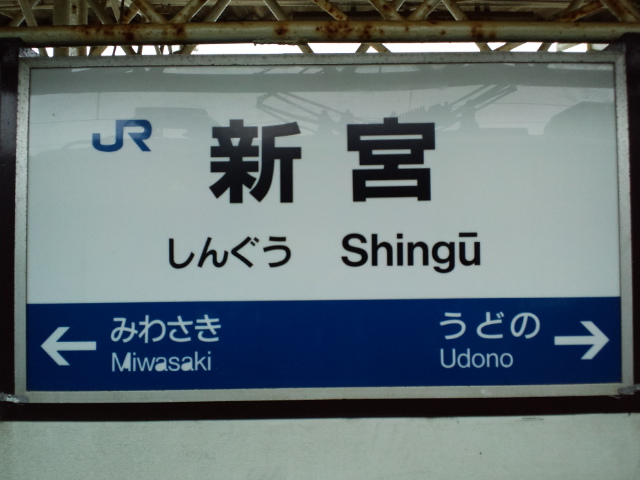 JR
新宮
しんぐう Shingū
← みわさき うどの →
Miwasaki Udono